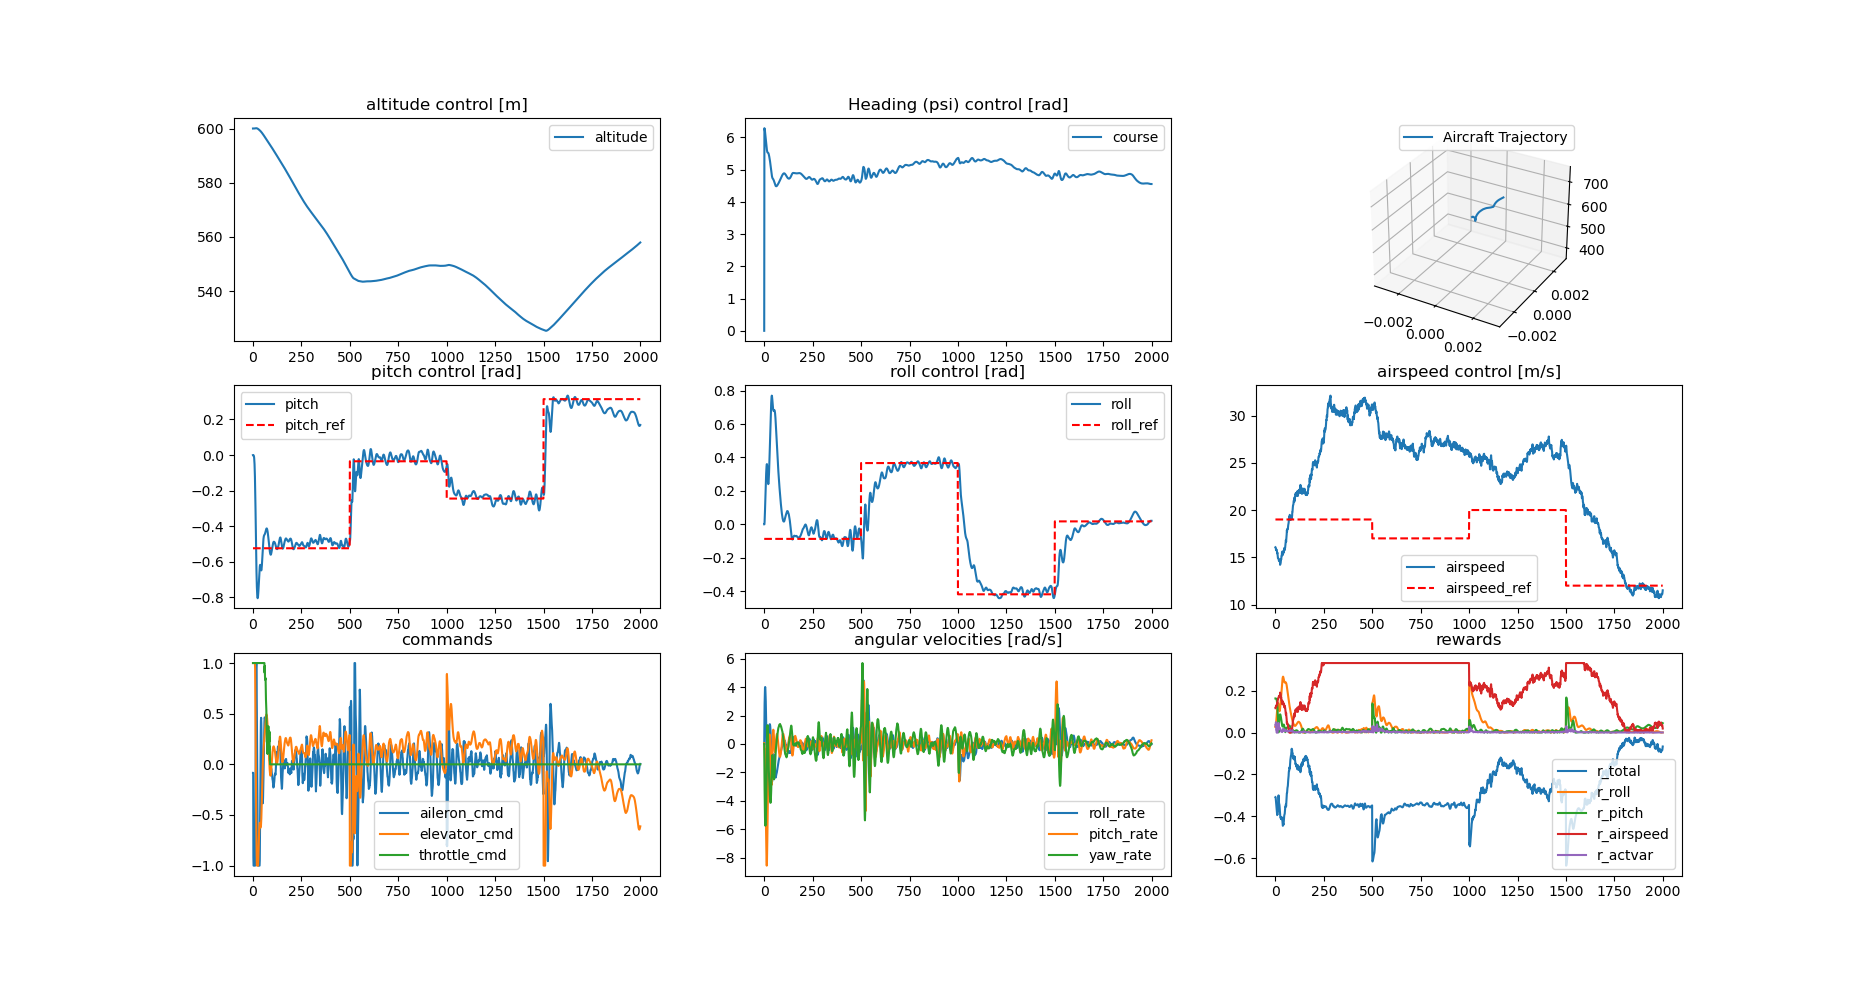 altitude control [m]
600
580
560
540
altitude
0 250 500 750 1000 1250 1500 1750 2000
Heading (psi) control [rad]
6
5
4
3
2
1
0
course
0 250 500 750 1000 1250 1500 1750 2000
Aircraft Trajectory
700
600
500
400
−0.002
0.000
0.002
−0.002
0.000
0.002
pitch control [rad]
0.2
0.0
−0.2
−0.4
−0.6
−0.8
pitch
pitch_ref
0 250 500 750 1000 1250 1500 1750 2000
roll control [rad]
0.8
0.6
0.4
0.2
0.0
−0.2
−0.4
roll
roll_ref
0 250 500 750 1000 1250 1500 1750 2000
airspeed control [m/s]
30
25
20
15
10
airspeed
airspeed_ref
0 250 500 750 1000 1250 1500 1750 2000
commands
1.0
0.5
0.0
−0.5
−1.0
aileron_cmd
elevator_cmd
throttle_cmd
0 250 500 750 1000 1250 1500 1750 2000
angular velocities [rad/s]
6
4
2
0
−2
−4
−6
−8
roll_rate
pitch_rate
yaw_rate
0 250 500 750 1000 1250 1500 1750 2000
rewards
0.2
0.0
−0.2
−0.4
−0.6
r_total
r_roll
r_pitch
r_airspeed
r_actvar
0 250 500 750 1000 1250 1500 1750 2000